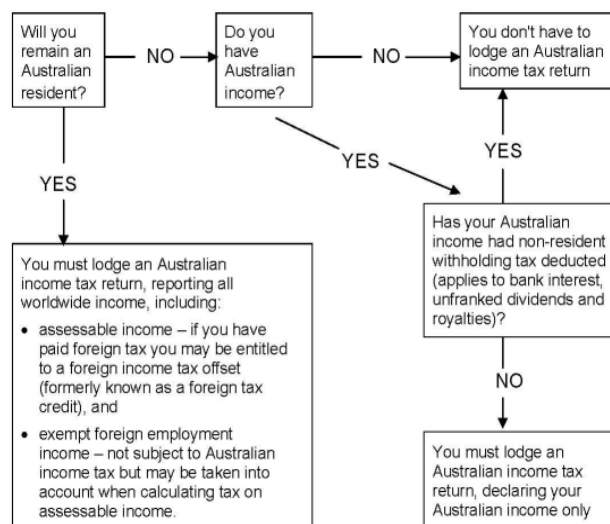 Will you
remain an
Australian
resident?
NO
Do you
have
Australian
income?
NO
You don't have to
lodge an Australian
income tax return
YES
YES
YES
Has your Australian
income had non-resident
withholding tax deducted
(applies to bank interest,
unfranked dividends and
royalties)?
You must lodge an Australian
income tax return, reporting all
worldwide income, including:
• assessable income – if you have
paid foreign tax you may be entitled
to a foreign income tax offset
(formerly known as a foreign tax
credit), and
• exempt foreign employment
income – not subject to Australian
income tax but may be taken into
account when calculating tax on
assessable income.
NO
You must lodge an
Australian income tax
return, declaring your
Australian income only